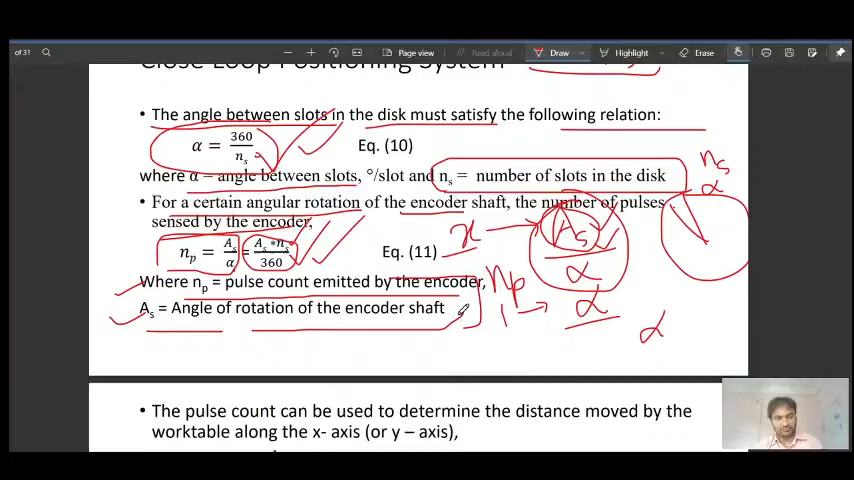 of 31
Page view
Read aloud
Draw
Highlight
Erase
Close Loop Positioning System
• The angle between slots in the disk must satisfy the following relation:
α = 360/nₛ Eq. (10)
where α = angle between slots, °/slot and nₛ = number of slots in the disk
• For a certain angular rotation of the encoder shaft, the number of pulses
sensed by the encoder,
nₚ = Aₛ/α = Aₛ*nₛ/360 Eq. (11)
Where nₚ = pulse count emitted by the encoder,
Aₛ = Angle of rotation of the encoder shaft
nₛ
α
x → Aₛ/α
nₚ
1 → α
α
• The pulse count can be used to determine the distance moved by the
worktable along the x- axis (or y – axis),